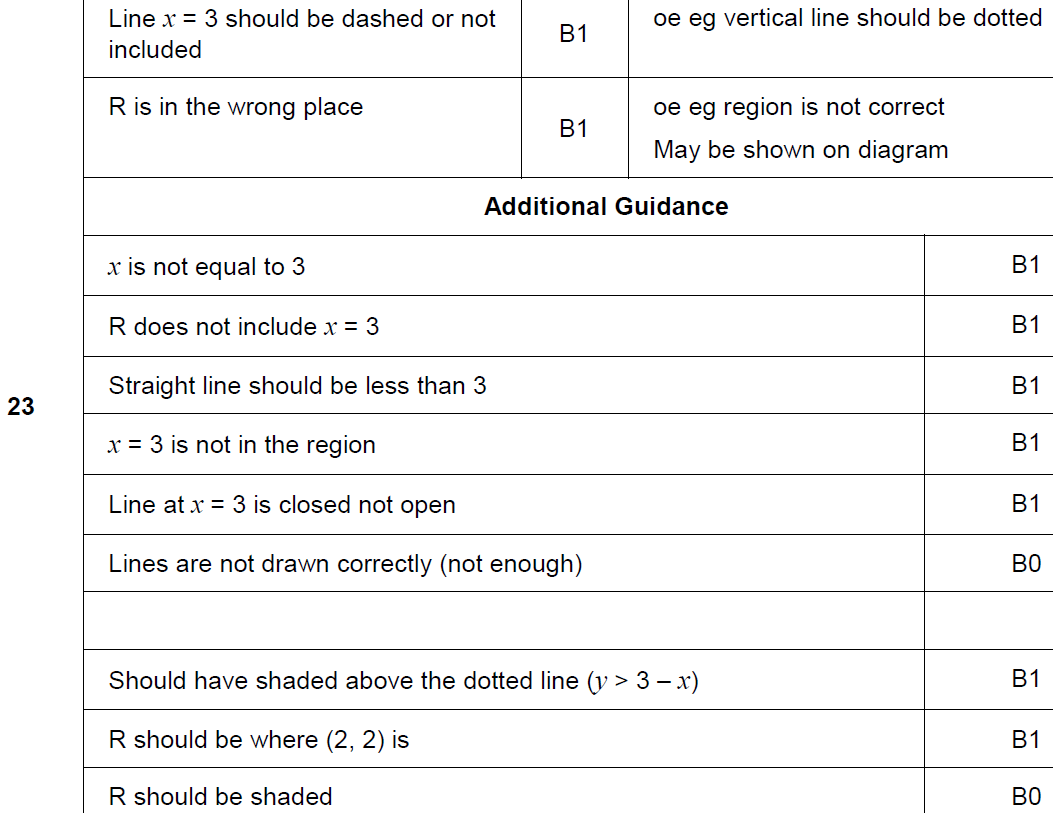 Line x = 3 should be dashed or not
included
B1
oe eg vertical line should be dotted
R is in the wrong place
B1
oe eg region is not correct
May be shown on diagram
Additional Guidance
x is not equal to 3 B1
R does not include x = 3 B1
Straight line should be less than 3 B1
23
x = 3 is not in the region B1
Line at x = 3 is closed not open B1
Lines are not drawn correctly (not enough) B0
Should have shaded above the dotted line (y > 3 – x) B1
R should be where (2, 2) is B1
R should be shaded B0